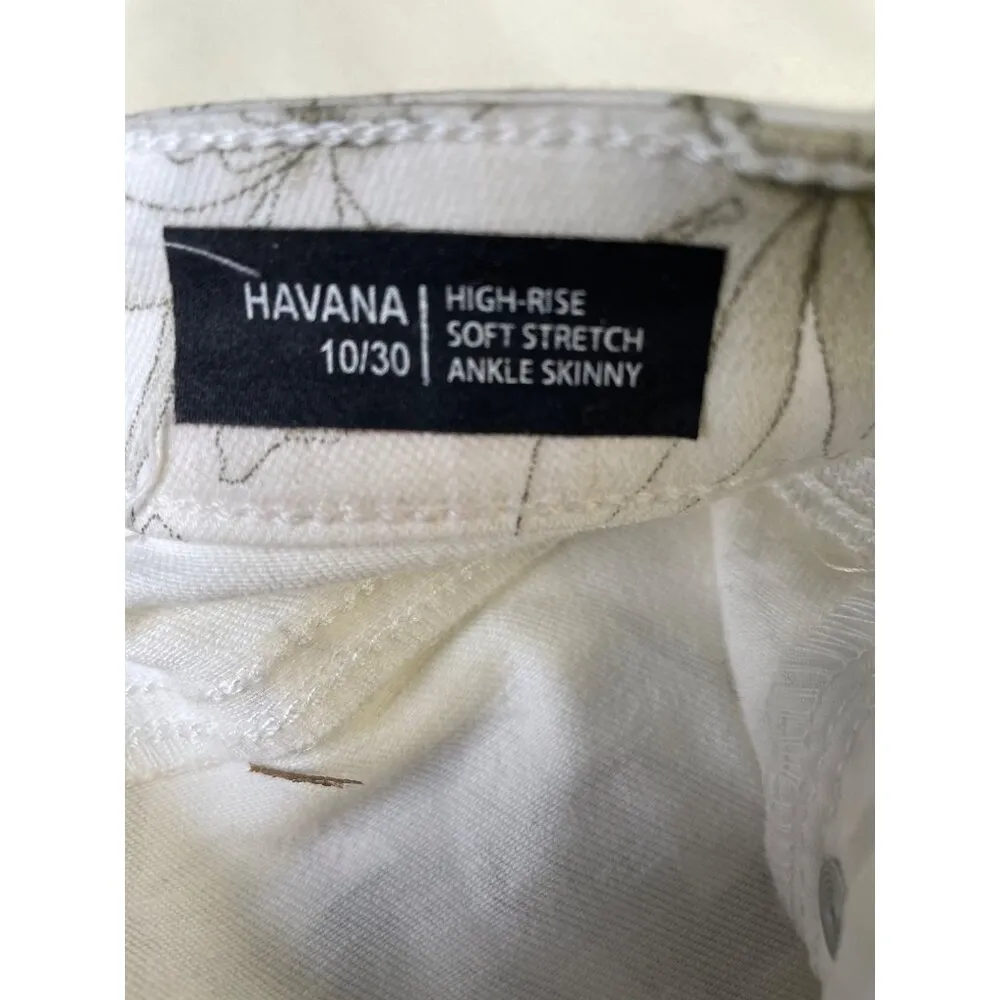 HAVANA
10/30
HIGH-RISE
SOFT STRETCH
ANKLE SKINNY